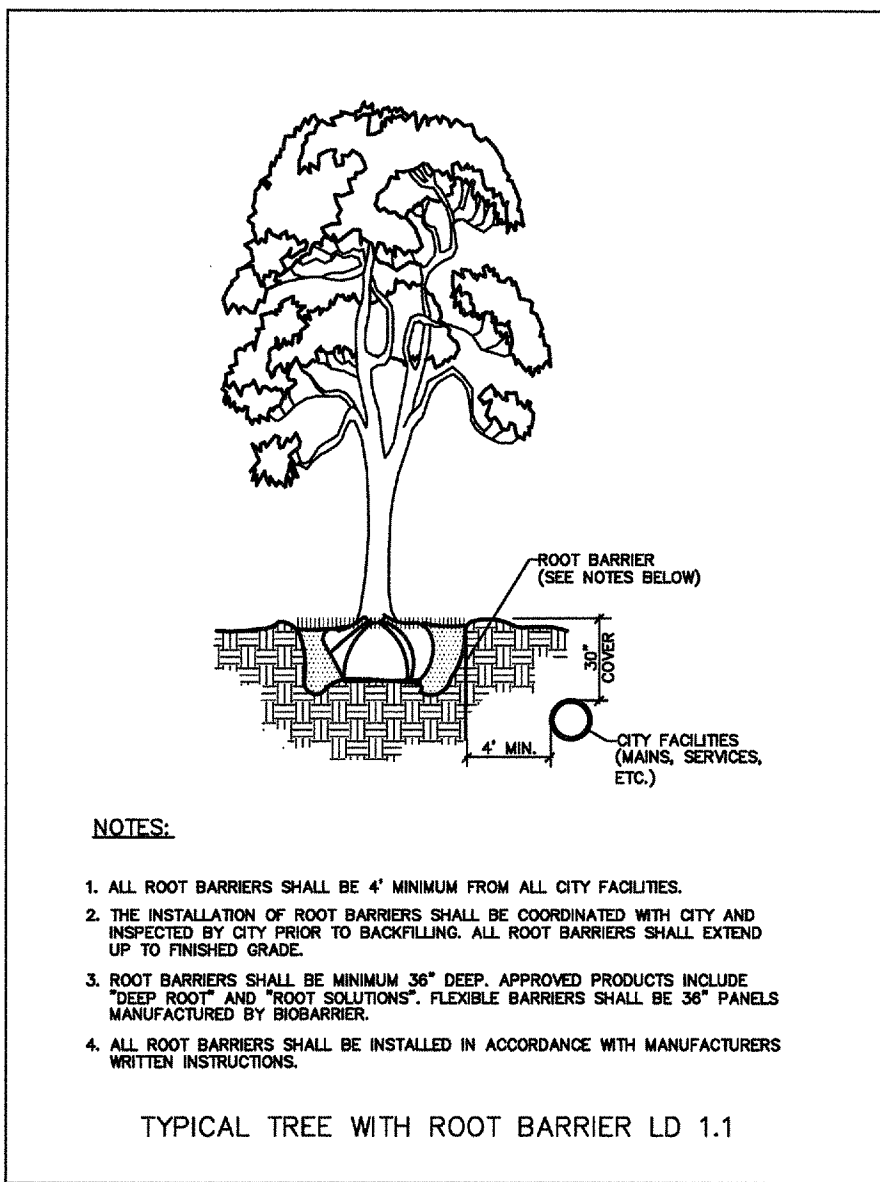 ROOT BARRIER
(SEE NOTES BELOW)
30"
COVER
4' MIN.
CITY FACILITIES
(MAINS, SERVICES,
ETC.)
NOTES:
1. ALL ROOT BARRIERS SHALL BE 4' MINIMUM FROM ALL CITY FACILITIES.
2. THE INSTALLATION OF ROOT BARRIERS SHALL BE COORDINATED WITH CITY AND
INSPECTED BY CITY PRIOR TO BACKFILLING. ALL ROOT BARRIERS SHALL EXTEND
UP TO FINISHED GRADE.
3. ROOT BARRIERS SHALL BE MINIMUM 36" DEEP. APPROVED PRODUCTS INCLUDE
"DEEP ROOT" AND "ROOT SOLUTIONS". FLEXIBLE BARRIERS SHALL BE 36" PANELS
MANUFACTURED BY BIOBARRIER.
4. ALL ROOT BARRIERS SHALL BE INSTALLED IN ACCORDANCE WITH MANUFACTURERS
WRITTEN INSTRUCTIONS.
TYPICAL TREE WITH ROOT BARRIER LD 1.1